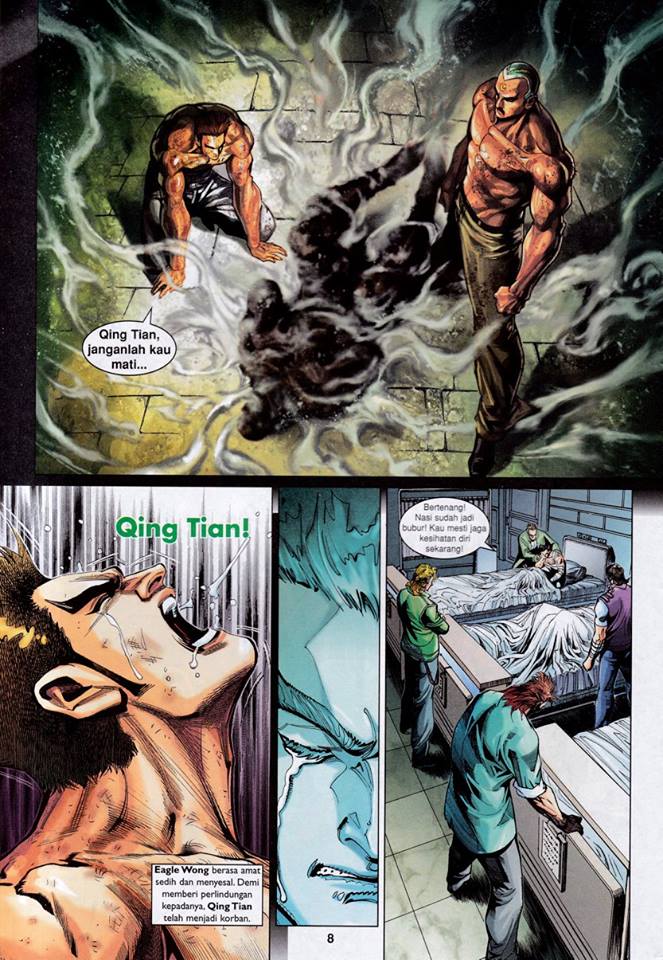 Qing Tian,
janganlah kau
mati...
Qing Tian!
Bertenang!
Nasi sudah jadi
bubur! Kau mesti jaga
kesihatan diri
sekarang!
Eagle Wong berasa amat
sedih dan menyesal. Demi
memberi perlindungan
kepadanya, Qing Tian
telah menjadi korban.
8